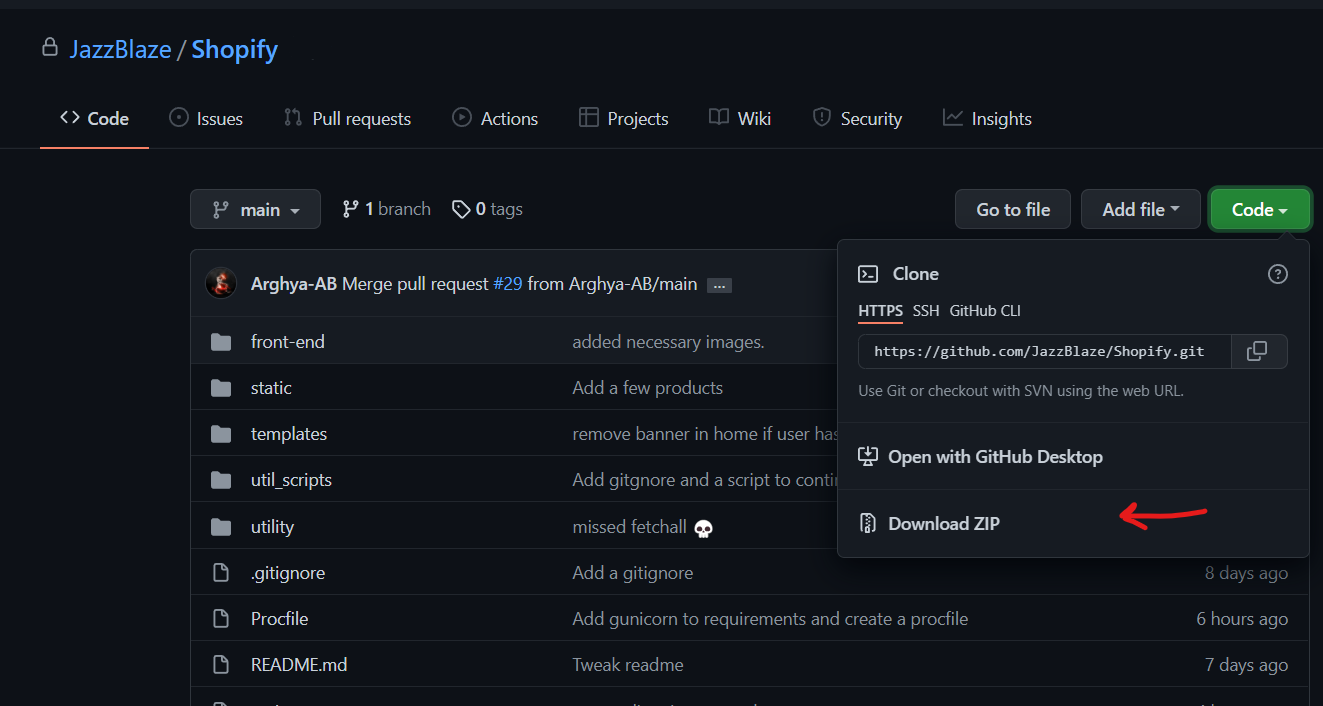 JazzBlaze / Shopify
<> Code Issues Pull requests Actions Projects Wiki Security Insights
main 1 branch 0 tags Go to file Add file Code
Arghya-AB Merge pull request #29 from Arghya-AB/main ...
Clone
HTTPS SSH GitHub CLI
https://github.com/JazzBlaze/Shopify.git
Use Git or checkout with SVN using the web URL.
Open with GitHub Desktop
Download ZIP
front-end added necessary images.
static Add a few products
templates remove banner in home if user has
util_scripts Add gitgnore and a script to conti
utility missed fetchall 💀
.gitignore Add a gitignore 8 days ago
Procfile Add gunicorn to requirements and create a procfile 6 hours ago
README.md Tweak readme 7 days ago